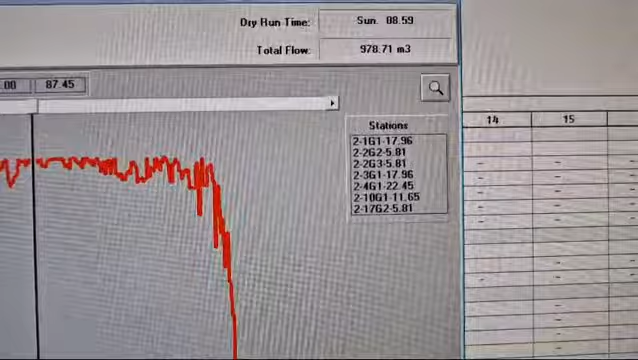 Dry Run Time: Sun. 08.59
Total Flow: 978.71 m3
.00 87.45
14 15
Stations
2-1G1-17.96
2-2G2-5.81
2-2G3-5.81
2-3G1-17.96
2-4G1-22.45
2-10G1-11.65
2-17G2-5.81